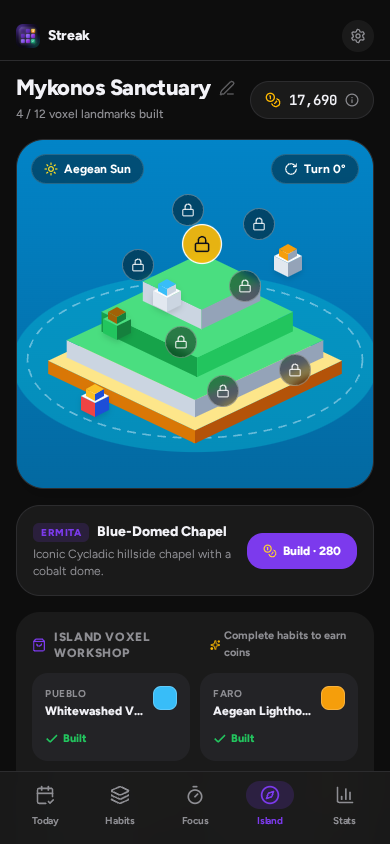 Streak
Mykonos Sanctuary
4 / 12 voxel landmarks built
17,690
Aegean Sun
Turn 0°
ERMITA
Blue-Domed Chapel
Iconic Cycladic hillside chapel with a
cobalt dome.
Build · 280
ISLAND VOXEL
WORKSHOP
Complete habits to earn
coins
PUEBLO
Whitewashed V...
Built
FARO
Aegean Lightho...
Built
Today
Habits
Focus
Island
Stats